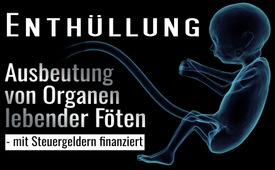 ENTHÜLLUNG
Ausbeutung
von Organen
lebender Föten
- mit Steuergeldern finanziert